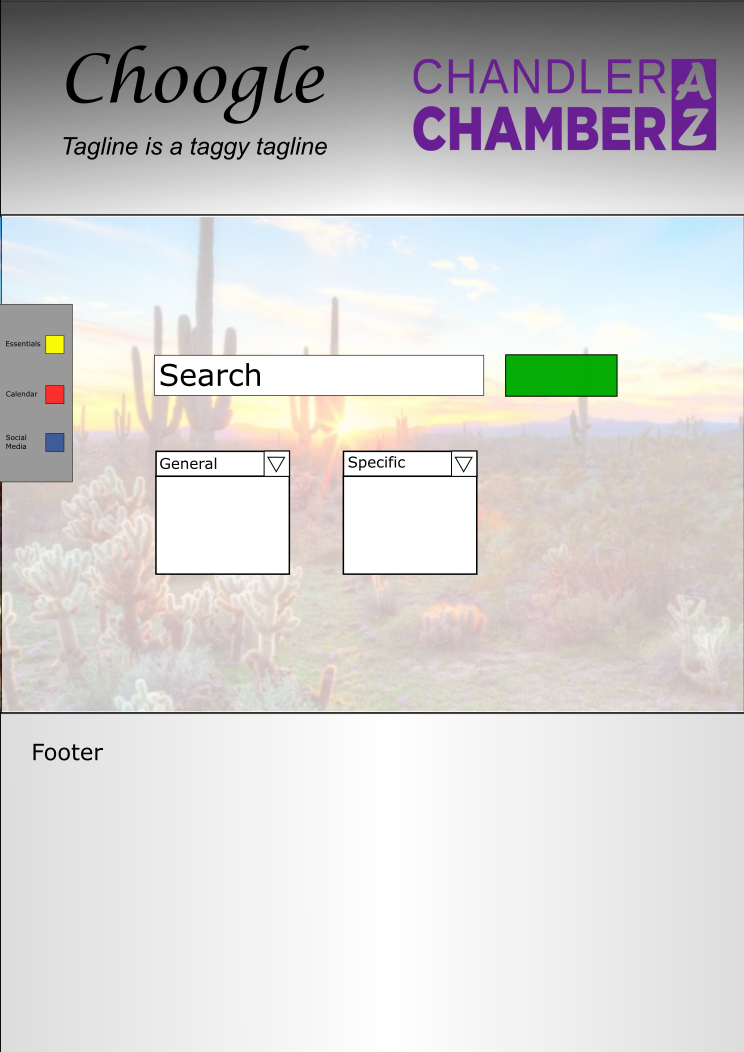 Choogle
Tagline is a taggy tagline
CHANDLER AZ
CHAMBER
Essentials
Calendar
Social
Media
Search
General
Specific
Footer